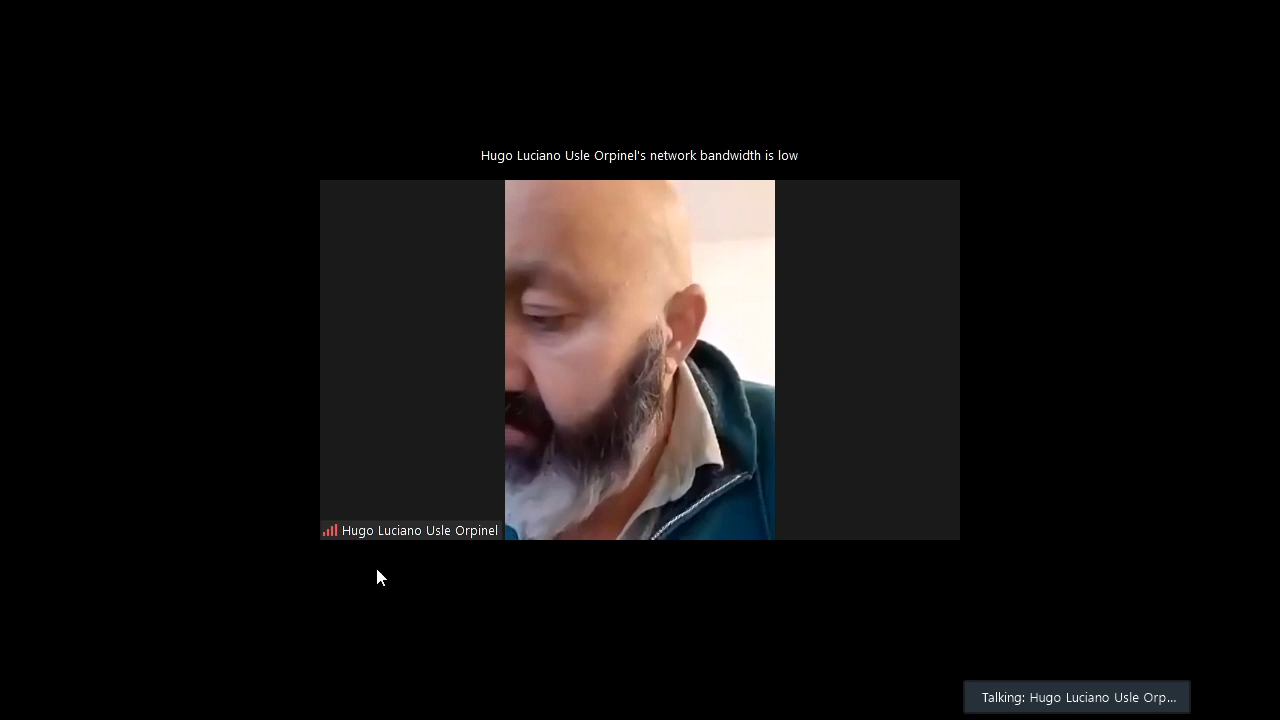 Hugo Luciano Usle Orpinel's network bandwidth is low
Hugo Luciano Usle Orpinel
Talking: Hugo Luciano Usle Orp...